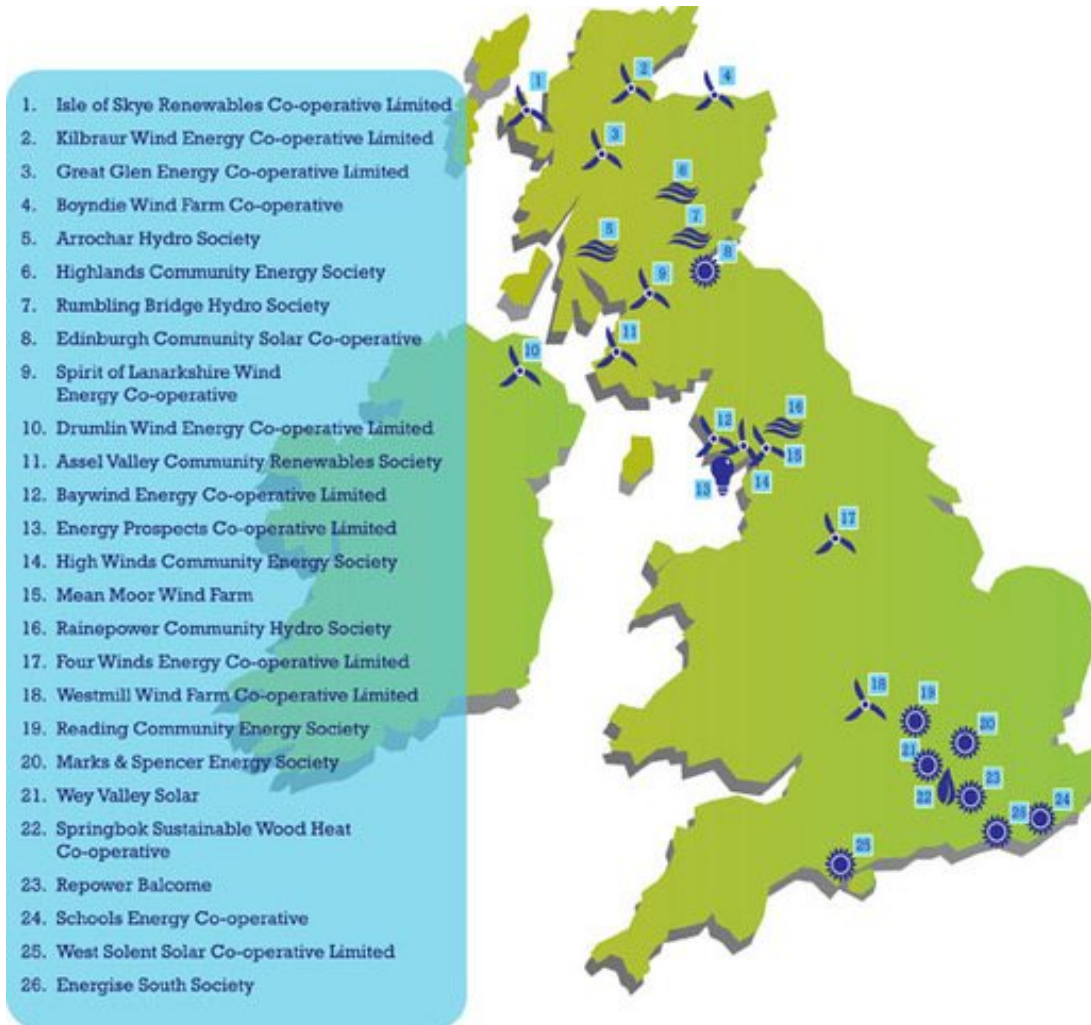 1. Isle of Skye Renewables Co-operative Limited
2. Kilbraur Wind Energy Co-operative Limited
3. Great Glen Energy Co-operative Limited
4. Boyndie Wind Farm Co-operative
5. Arrochar Hydro Society
6. Highlands Community Energy Society
7. Rumbling Bridge Hydro Society
8. Edinburgh Community Solar Co-operative
9. Spirit of Lanarkshire Wind
Energy Co-operative
10. Drumlin Wind Energy Co-operative Limited
11. Assel Valley Community Renewables Society
12. Baywind Energy Co-operative Limited
13. Energy Prospects Co-operative Limited
14. High Winds Community Energy Society
15. Mean Moor Wind Farm
16. Rainepower Community Hydro Society
17. Four Winds Energy Co-operative Limited
18. Westmill Wind Farm Co-operative Limited
19. Reading Community Energy Society
20. Marks & Spencer Energy Society
21. Wey Valley Solar
22. Springbok Sustainable Wood Heat
Co-operative
23. Repower Balcome
24. Schools Energy Co-operative
25. West Solent Solar Co-operative Limited
26. Energise South Society
1
2
4
3
6
7
5
8
9
11
10
12
16
15
13
14
17
18
19
20
21
22
23
24
26
25